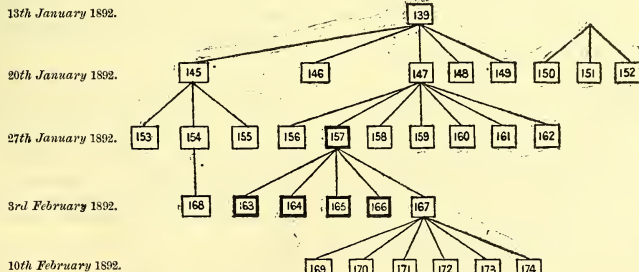 13th January 1892. 139
20th January 1892. 145 146 147 148 149 150 151 152
27th January 1892. 153 154 155 156 157 158 159 160 161 162
3rd February 1892. 168 163 164 165 166 167
10th February 1892. 169 170 171 172 173 174